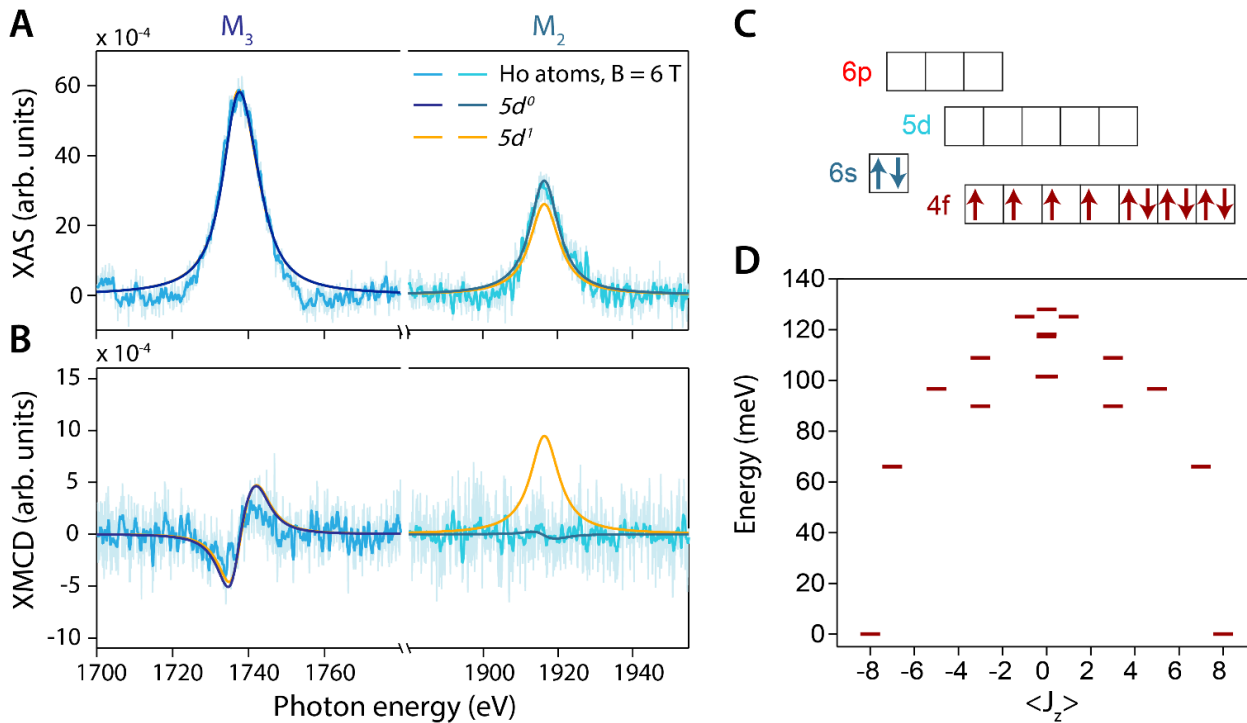 A
M3
M2
x 10-4
XAS (arb. units)
60
40
20
0
Ho atoms, B = 6 T
5d0
5d1
B
x 10-4
XMCD (arb. units)
15
10
5
0
-5
-10
1700 1720 1740 1760 1900 1920 1940
Photon energy (eV)
C
6p
5d
6s
4f
D
Energy (meV)
140
120
100
80
60
40
20
0
-8 -6 -4 -2 0 2 4 6 8
<Jz>